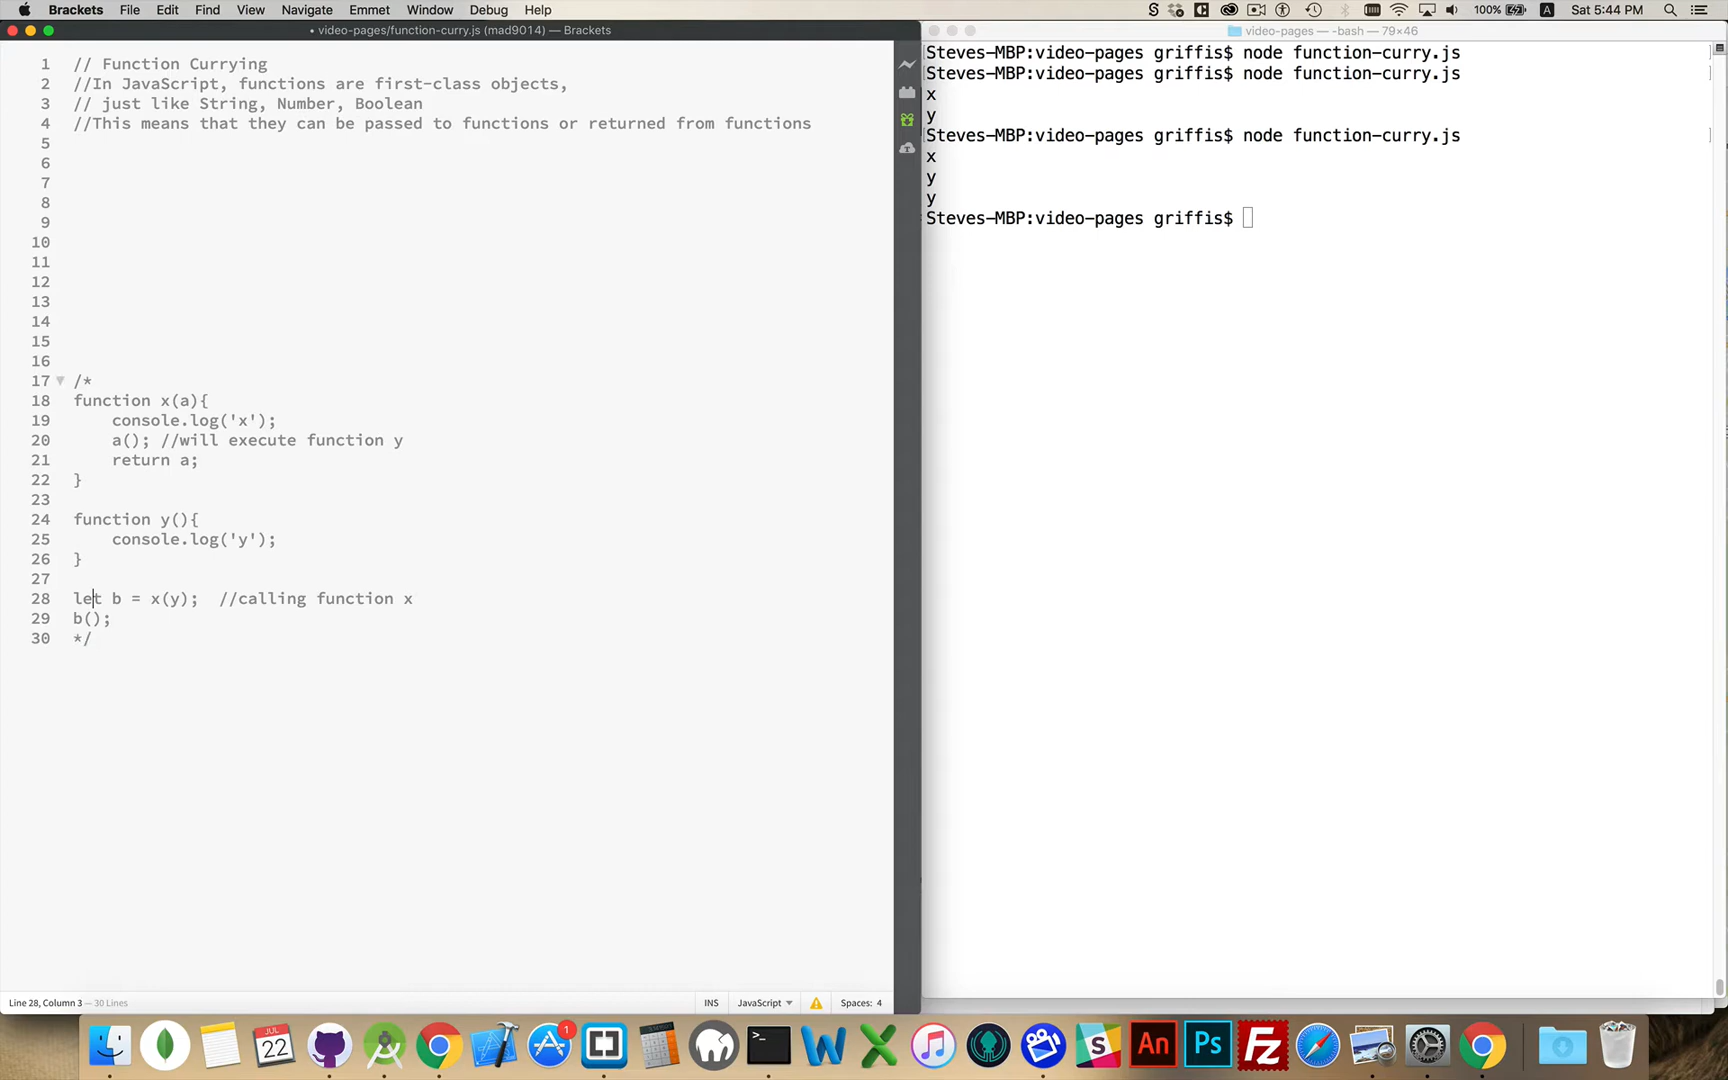 Brackets File Edit Find View Navigate Emmet Window Debug Help
100% Sat 5:44 PM
• video-pages/function-curry.js (mad9014) — Brackets
video-pages — -bash — 79×46
1 // Function Currying
2 //In JavaScript, functions are first-class objects,
3 // just like String, Number, Boolean
4 //This means that they can be passed to functions or returned from functions
5
6
7
8
9
10
11
12
13
14
15
16
17 /*
18 function x(a){
19 console.log('x');
20 a(); //will execute function y
21 return a;
22 }
23
24 function y(){
25 console.log('y');
26 }
27
28 let b = x(y);  //calling function x
29 b();
30 */
Line 28, Column 3 — 30 Lines
INS JavaScript Spaces: 4
[Steves-MBP:video-pages griffis$ node function-curry.js
[Steves-MBP:video-pages griffis$ node function-curry.js ]
x
y
[Steves-MBP:video-pages griffis$ node function-curry.js ]
x
y
y
Steves-MBP:video-pages griffis$
JUL
22
1
An
Ps
Fz